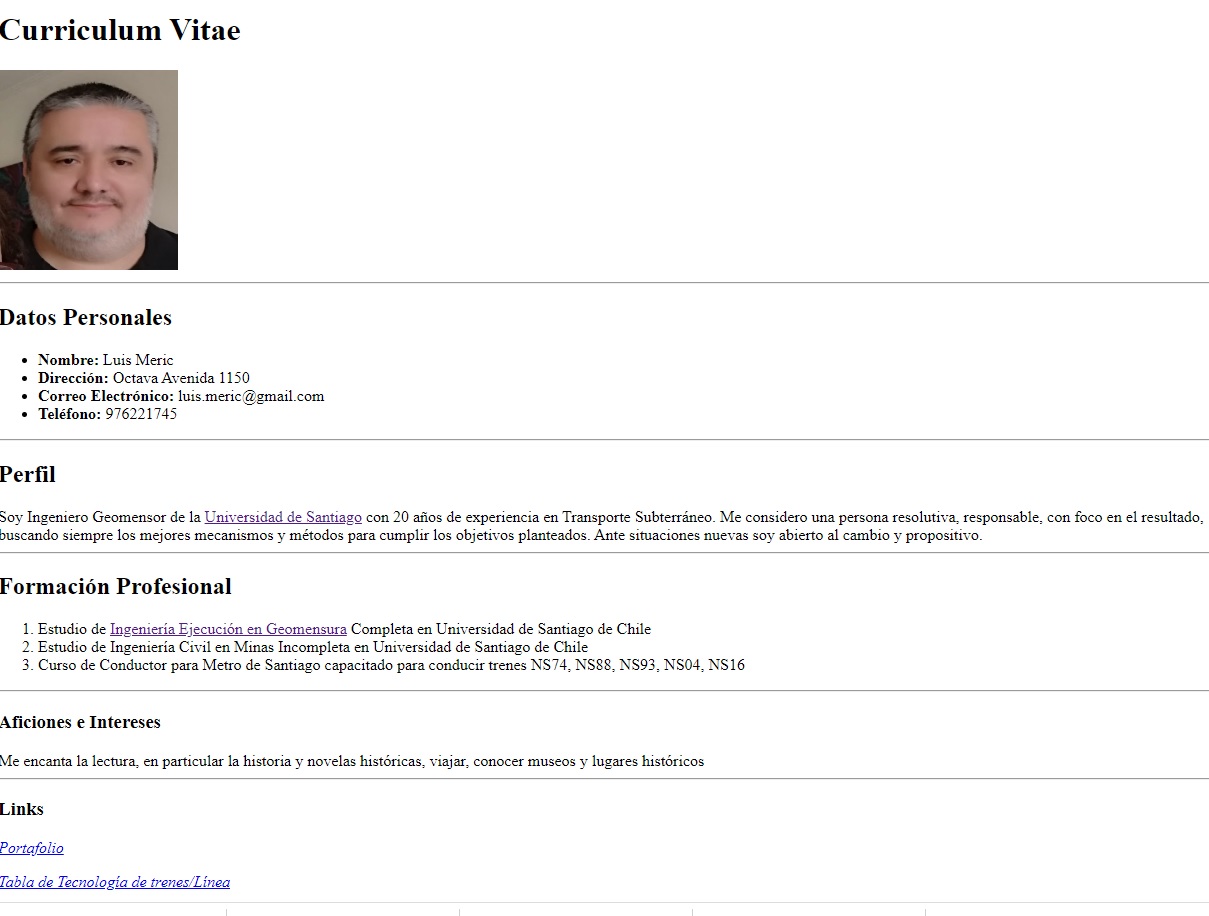 Curriculum Vitae
Datos Personales
Nombre: Luis Meric
Dirección: Octava Avenida 1150
Correo Electrónico: luis.meric@gmail.com
Teléfono: 976221745
Perfil
Soy Ingeniero Geomensor de la Universidad de Santiago con 20 años de experiencia en Transporte Subterráneo. Me considero una persona resolutiva, responsable, con foco en el resultado,
buscando siempre los mejores mecanismos y métodos para cumplir los objetivos planteados. Ante situaciones nuevas soy abierto al cambio y propositivo.
Formación Profesional
1. Estudio de Ingeniería Ejecución en Geomensura Completa en Universidad de Santiago de Chile
2. Estudio de Ingeniería Civil en Minas Incompleta en Universidad de Santiago de Chile
3. Curso de Conductor para Metro de Santiago capacitado para conducir trenes NS74, NS88, NS93, NS04, NS16
Aficiones e Intereses
Me encanta la lectura, en particular la historia y novelas históricas, viajar, conocer museos y lugares históricos
Links
Portafolio
Tabla de Tecnología de trenes/Línea